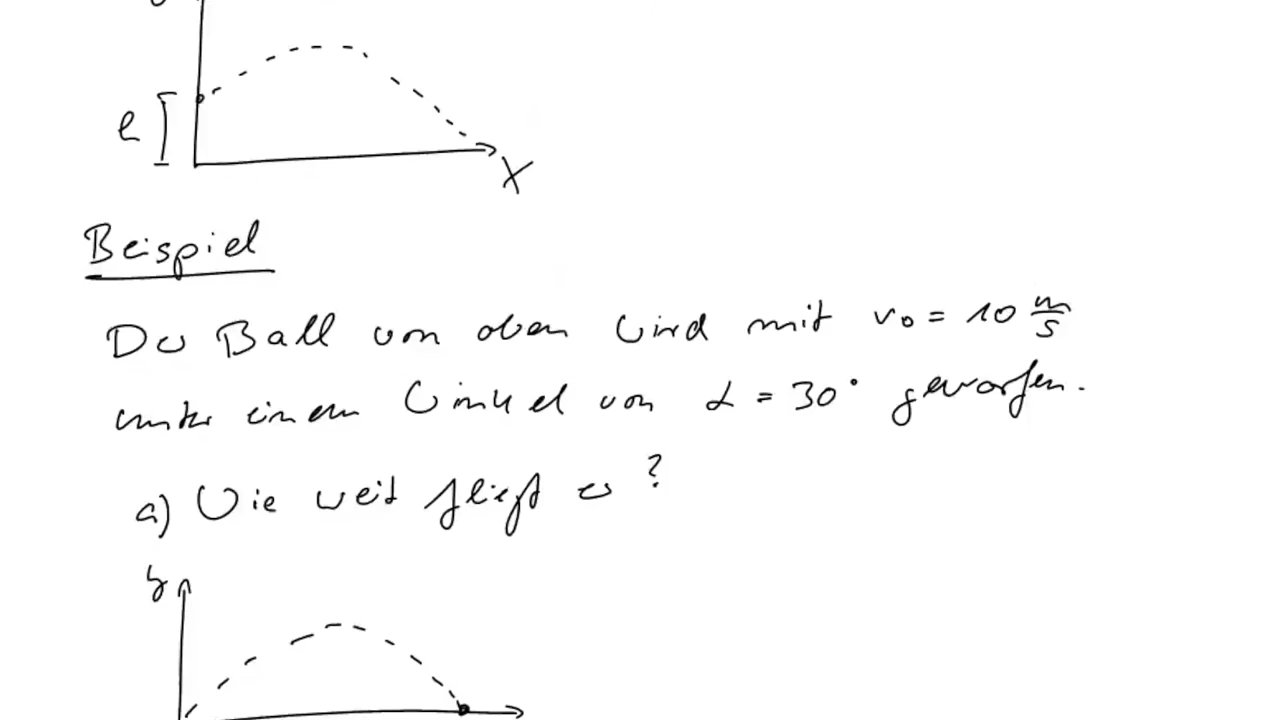 l
x
Beispiel
Der Ball von oben wird mit v₀ = 10 m/s
unter einem Winkel von α = 30° geworfen.
a) Wie weit fliegt er?
y